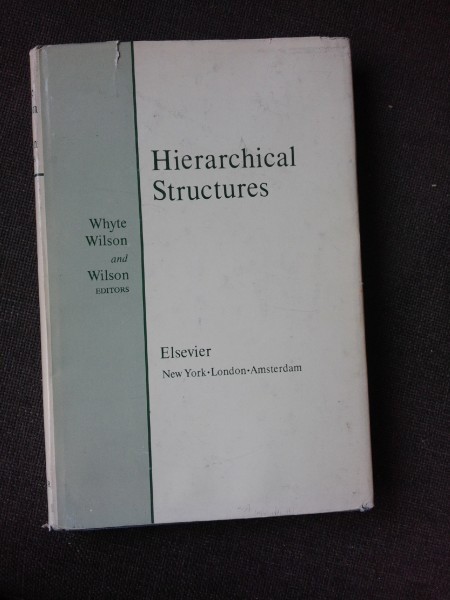 Hierarchical
Structures
Whyte
Wilson
and
Wilson
EDITORS
Elsevier
New York•London•Amsterdam